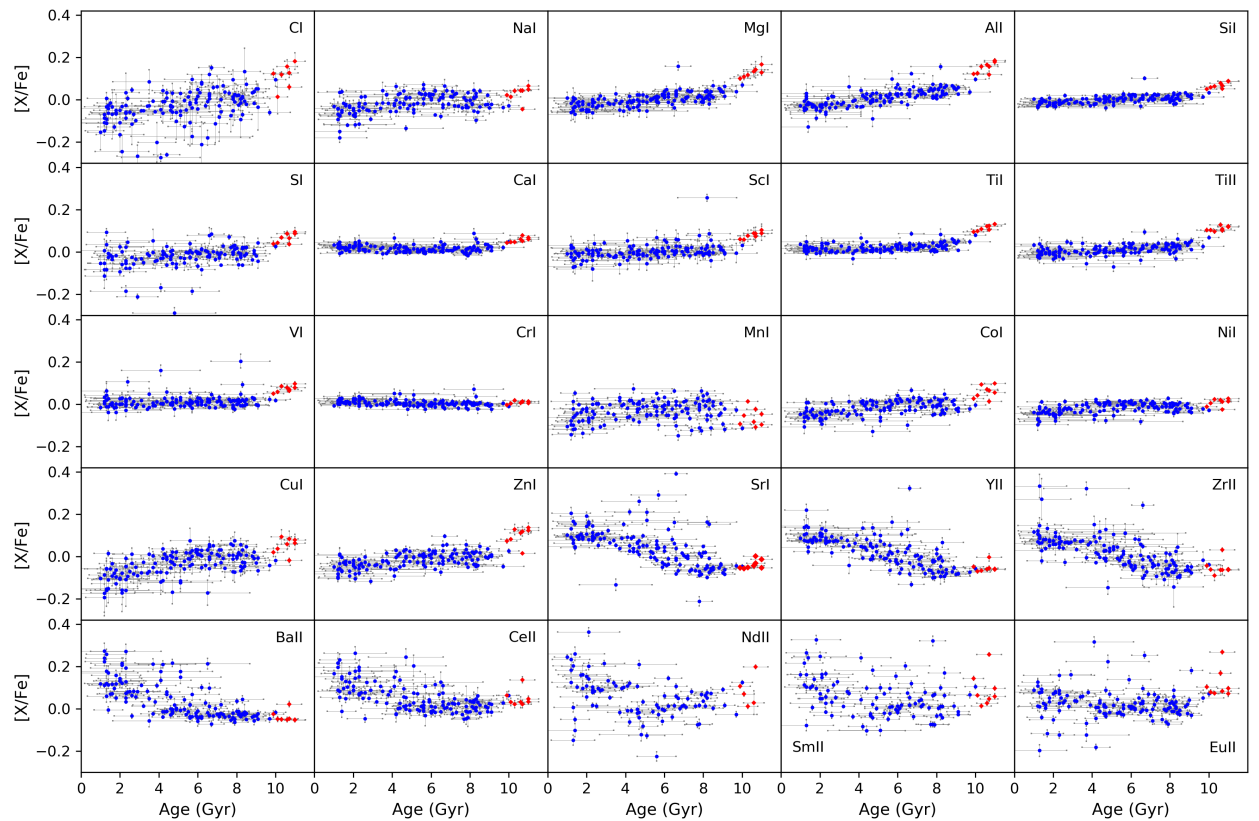 0.4
CI NaI MgI AlI SiI
0.2
[X/Fe]
0.0
−0.2
0.4
SI CaI ScI TiI TiII
0.2
[X/Fe]
0.0
−0.2
0.4
VI CrI MnI CoI NiI
0.2
[X/Fe]
0.0
−0.2
0.4
CuI ZnI SrI YII ZrII
0.2
[X/Fe]
0.0
−0.2
0.4
BaII CeII NdII
0.2
[X/Fe]
0.0
SmII EuII
−0.2
0 2 4 6 8 10 0 2 4 6 8 10 0 2 4 6 8 10 0 2 4 6 8 10 0 2 4 6 8 10
Age (Gyr) Age (Gyr) Age (Gyr) Age (Gyr) Age (Gyr)